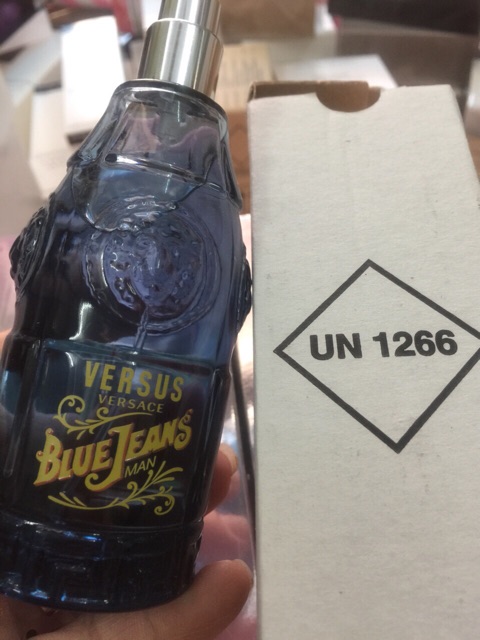 VERSUS
VERSACE
BLUE JEANS
MAN
UN 1266